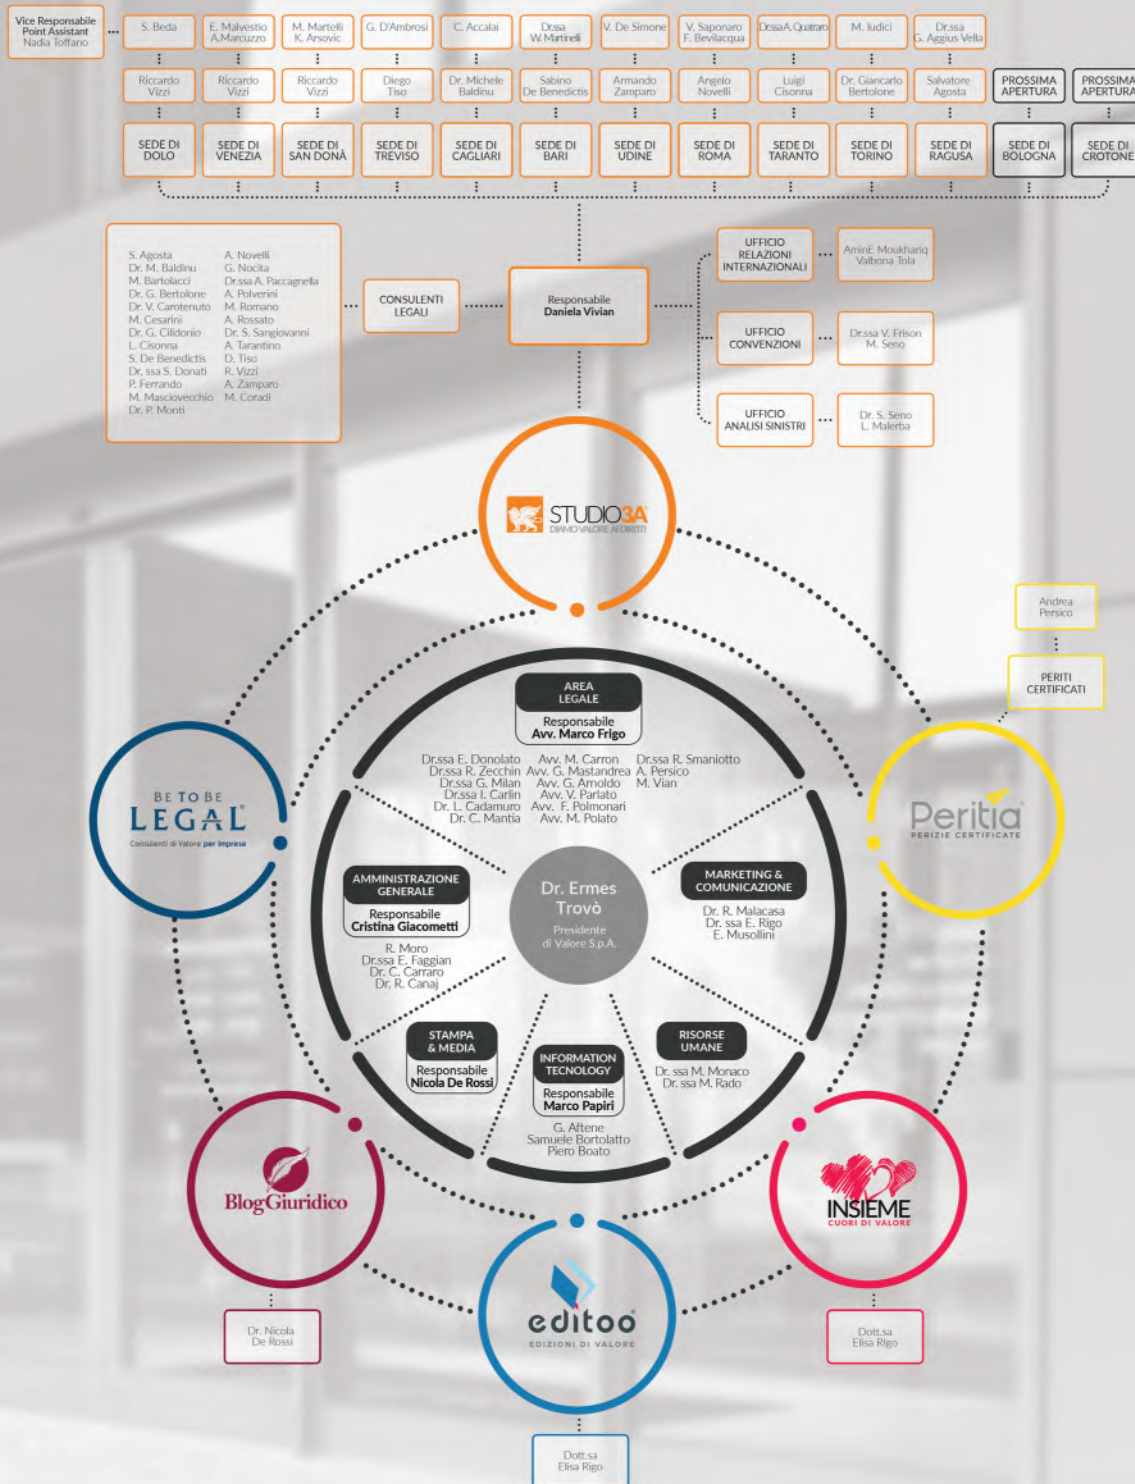 Vice Responsabile
Point Assistant
Nadia Toffano
S. Beda
E. Malvestio
A.Marcuzzo
M. Martelli
K. Arsovic
G. D'Ambrosi
C. Accalai
Dr.ssa
W. Martinelli
V. De Simone
V. Saponaro
F. Bevilacqua
Dr.ssa A. Quatraro
M. Iudici
Dr.ssa
G. Aggius Vella
Riccardo
Vizzi
Riccardo
Vizzi
Riccardo
Vizzi
Diego
Tiso
Dr. Michele
Baldinu
Sabino
De Benedictis
Armando
Zamparo
Angelo
Novelli
Luigi
Cisonna
Dr. Giancarlo
Bertolone
Salvatore
Agosta
PROSSIMA
APERTURA
PROSSIMA
APERTURA
SEDE DI
DOLO
SEDE DI
VENEZIA
SEDE DI
SAN DONÀ
SEDE DI
TREVISO
SEDE DI
CAGLIARI
SEDE DI
BARI
SEDE DI
UDINE
SEDE DI
ROMA
SEDE DI
TARANTO
SEDE DI
TORINO
SEDE DI
RAGUSA
SEDE DI
BOLOGNA
SEDE DI
CROTONE
S. Agosta
Dr. M. Baldinu
M. Bartolacci
Dr. G. Bertolone
Dr. V. Carotenuto
M. Cesarini
Dr. G. Cilidonio
L. Cisonna
S. De Benedictis
Dr. ssa S. Donati
P. Ferrando
M. Masciovecchio
Dr. P. Monti
A. Novelli
G. Nocita
Dr.ssa A. Paccagnella
A. Polverini
M. Romano
A. Rossato
Dr. S. Sangiovanni
A. Tarantino
D. Tiso
R. Vizzi
A. Zamparo
M. Coradi
CONSULENTI
LEGALI
Responsabile
Daniela Vivian
UFFICIO
RELAZIONI
INTERNAZIONALI
AminE Moukhariq
Valbona Tola
UFFICIO
CONVENZIONI
Dr.ssa V. Frison
M. Seno
UFFICIO
ANALISI SINISTRI
Dr. S. Seno
L. Malerba
STUDIO3A®
DIAMO VALORE AI DIRITTI
Andrea
Persico
PERITI
CERTIFICATI
Peritia
PERIZIE CERTIFICATE
BE TO BE
LEGAL®
Consulenti di Valore per Imprese
AREA
LEGALE
Responsabile
Avv. Marco Frigo
Dr.ssa E. Donolato
Dr.ssa R. Zecchin
Dr.ssa G. Milan
Dr.ssa I. Carlin
Dr. L. Cadamuro
Dr. C. Mantia
Avv. M. Carron
Avv. G. Mastandrea
Avv. G. Arnoldo
Avv. V. Parlato
Avv. F. Polmonari
Avv. M. Polato
Dr.ssa R. Smaniotto
A. Persico
M. Vian
AMMINISTRAZIONE
GENERALE
Responsabile
Cristina Giacometti
R. Moro
Dr.ssa E. Faggian
Dr. C. Carraro
Dr. R. Canaj
Dr. Ermes
Trovò
Presidente
di Valore S.p.A.
MARKETING &
COMUNICAZIONE
Dr. R. Malacasa
Dr. ssa E. Rigo
E. Musollini
STAMPA
& MEDIA
Responsabile
Nicola De Rossi
INFORMATION
TECNOLOGY
Responsabile
Marco Papiri
G. Aftene
Samuele Bortolatto
Piero Boato
RISORSE
UMANE
Dr. ssa M. Monaco
Dr. ssa M. Rado
BlogGiuridico
Dr. Nicola
De Rossi
editoo®
EDIZIONI DI VALORE
Dott.sa
Elisa Rigo
INSIEME
CUORI DI VALORE
Dott.sa
Elisa Rigo